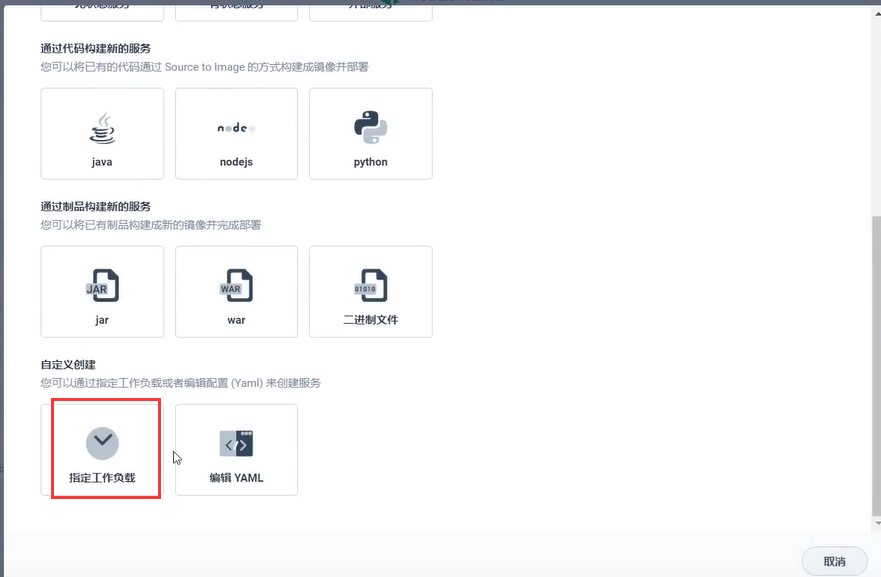 通过代码构建新的服务
您可以将已有的代码通过 Source to Image 的方式构建成镜像并部署
java
nodejs
python
通过制品构建新的服务
您可以将已有制品构建成新的镜像并完成部署
JAR
WAR
01010
jar
war
二进制文件
自定义创建
您可以通过指定工作负载或者编辑配置 (Yaml) 来创建服务
指定工作负载
编辑 YAML
取消